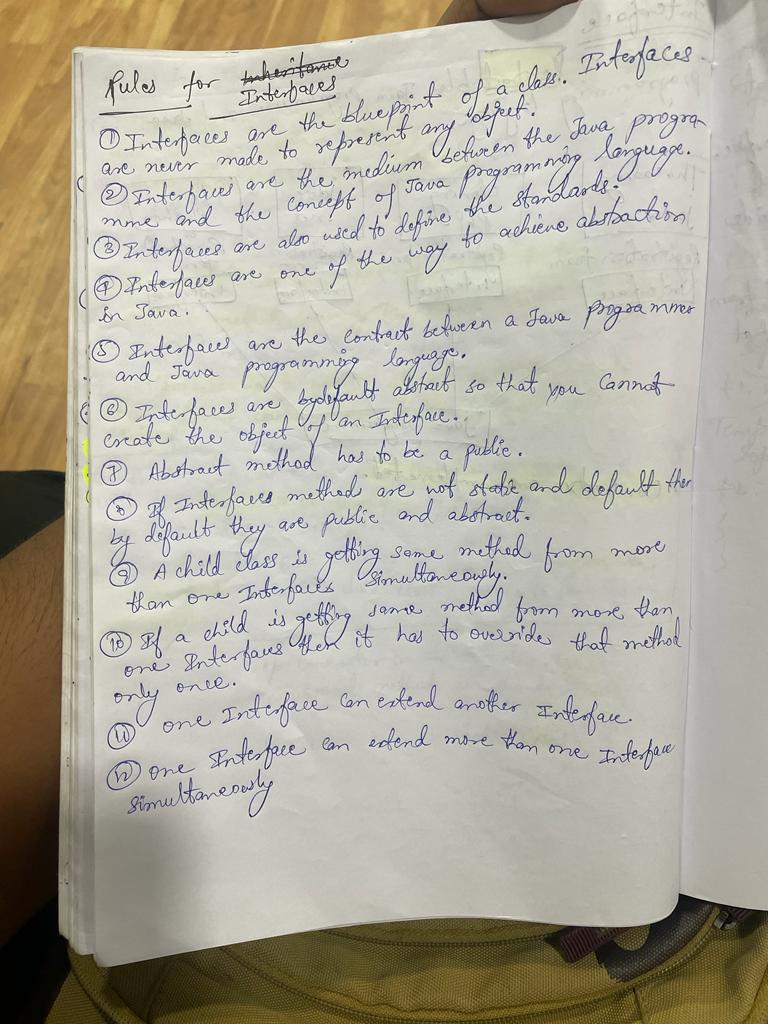 Rules for Inheritance
Interfaces
① Interfaces are the blueprint of a class. Interfaces
are never made to represent any object.
② Interfaces are the medium between the Java progra-
mme and the concept of Java programming language.
③ Interfaces are also used to define the standards.
④ Interfaces are one of the way to achieve abstraction
in Java.
⑤ Interfaces are the contract between a Java programmer
and Java programming language.
⑥ Interfaces are bydefault abstract so that you Cannot
create the object of an Interface.
⑦ Abstract method has to be a public.
⑧ If Interfaces methods are not static and default then
by default they are public and abstract.
⑨ A child class is getting same method from more
than one Interfaces simultaneously.
⑩ If a child is getting same method from more than
one Interfaces then it has to override that method
only once.
⑪ one Interface can extend another Interface.
⑫ one Interface can extend more than one Interface
simultaneously